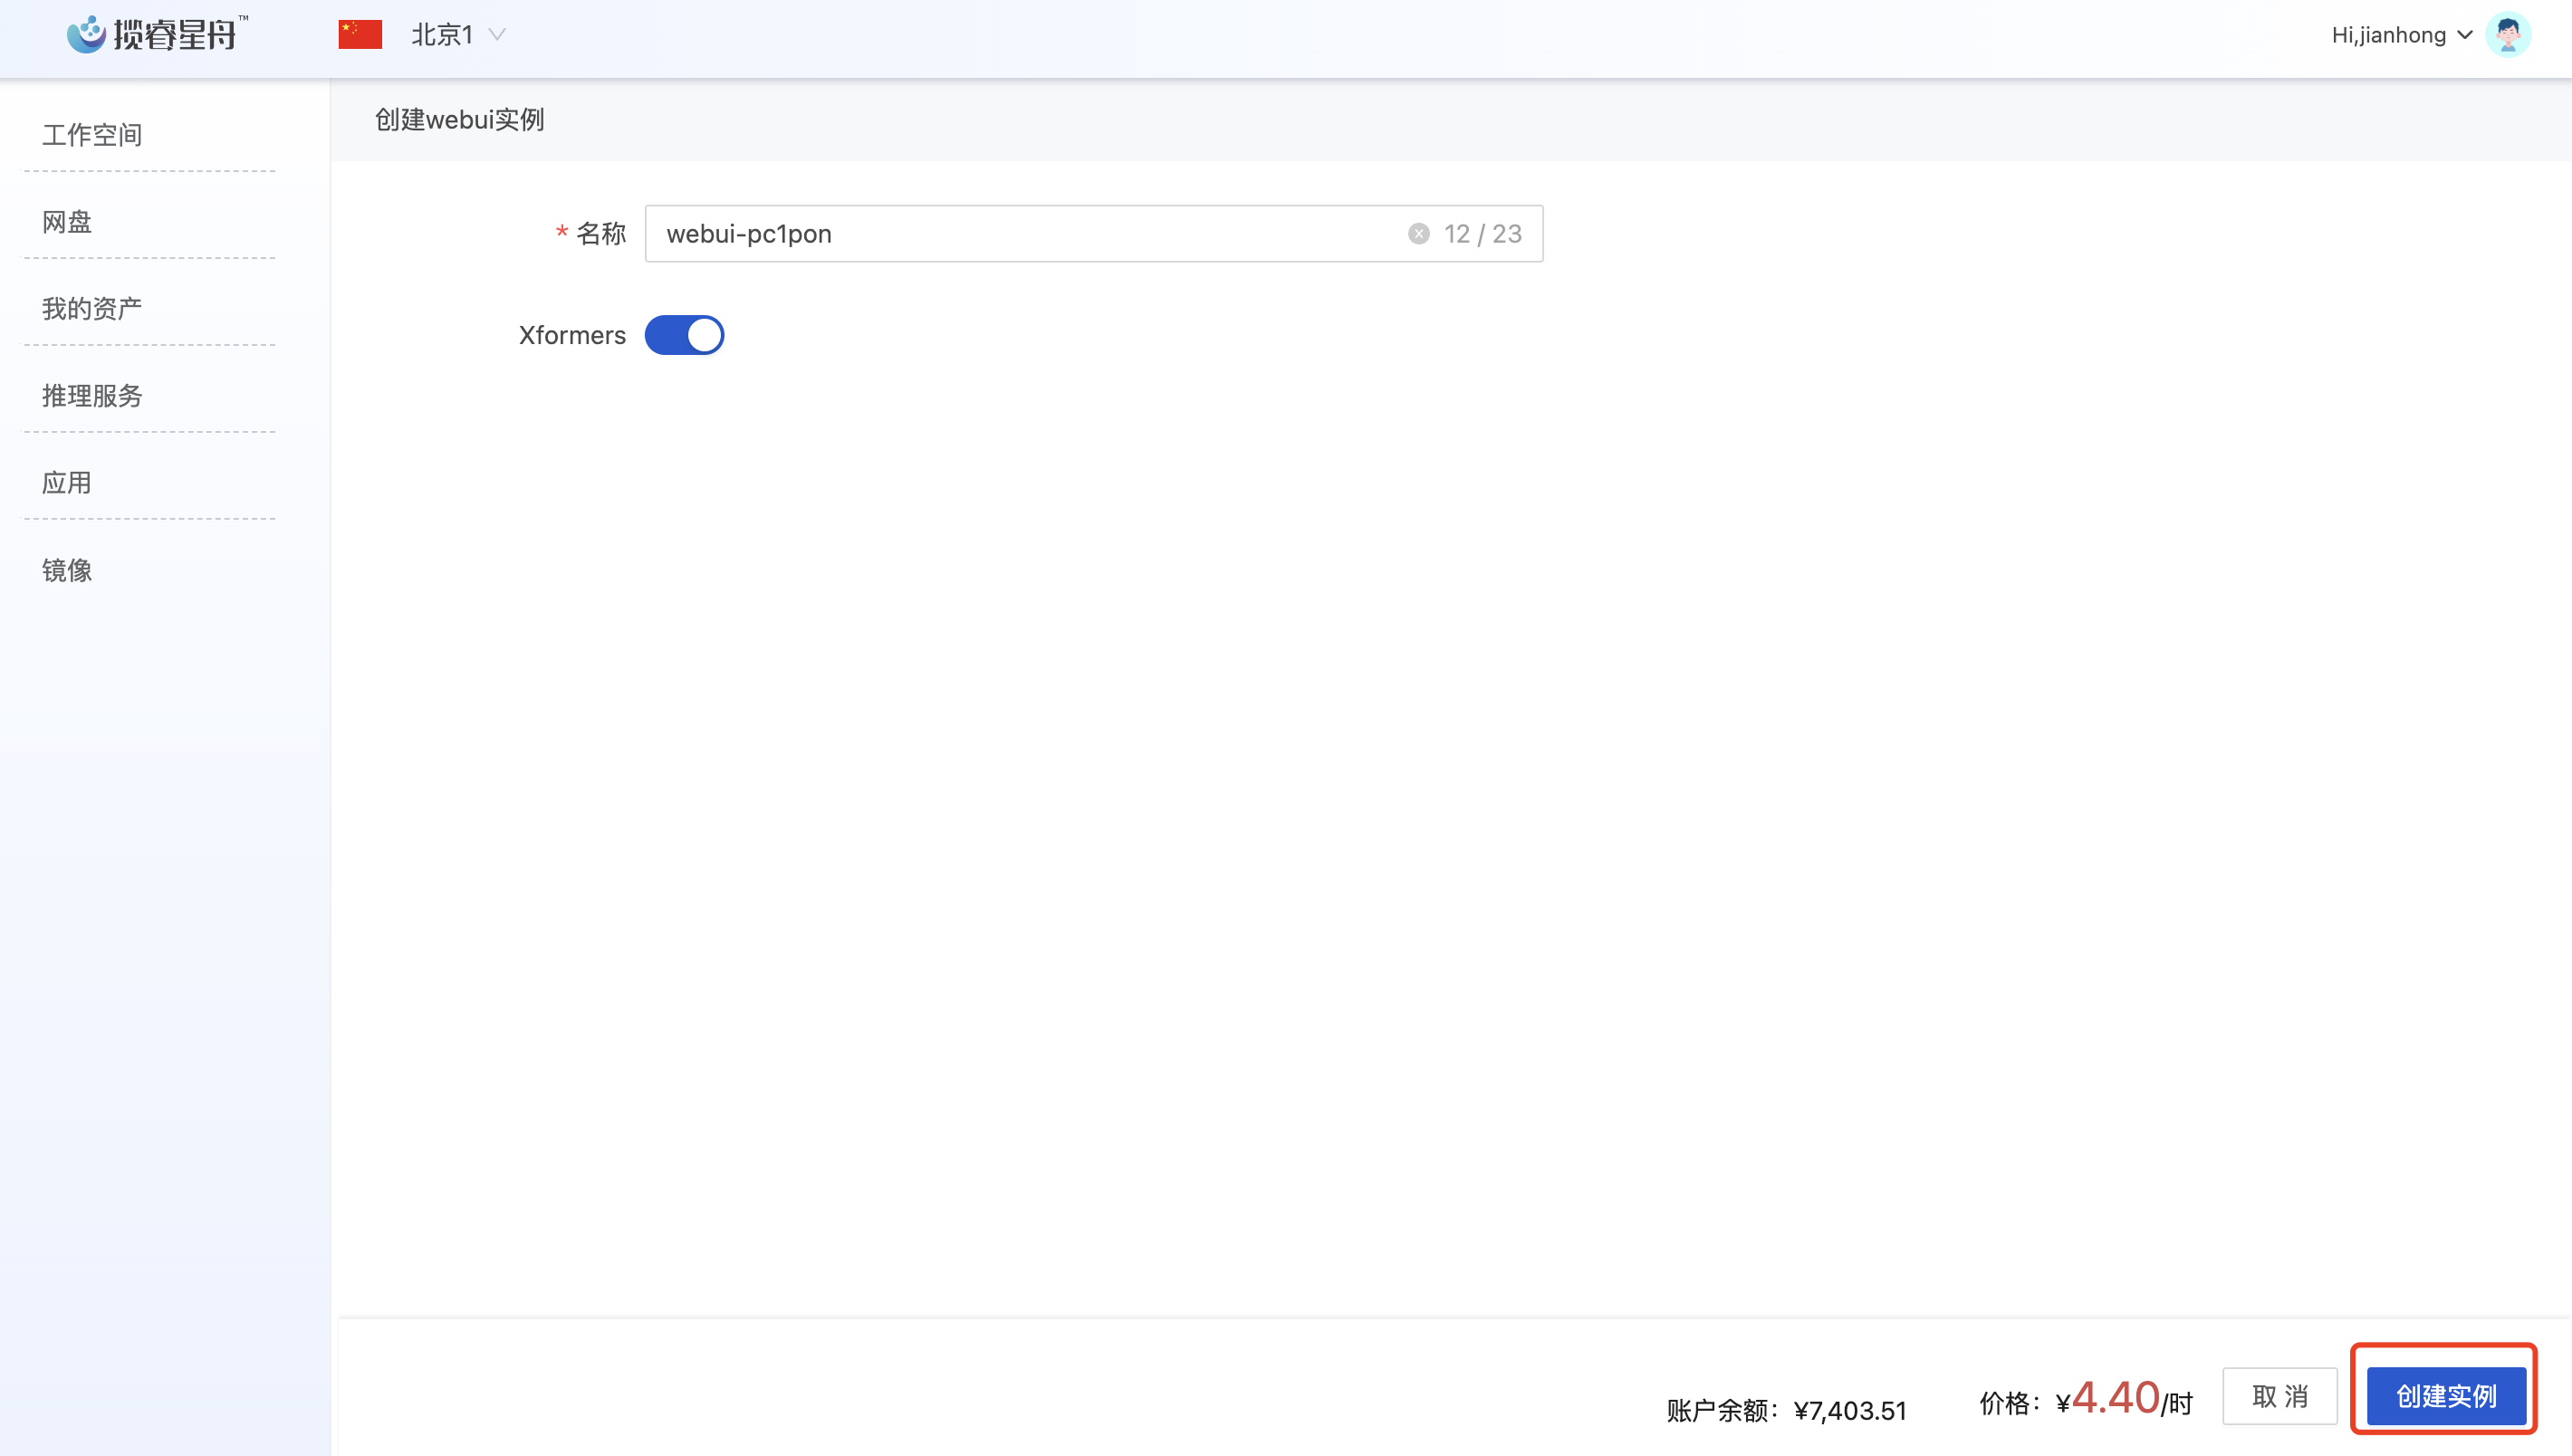 揽睿星舟™
北京1
Hi,jianhong
工作空间
网盘
我的资产
推理服务
应用
镜像
创建webui实例
* 名称
webui-pc1pon
12 / 23
Xformers
账户余额：¥7,403.51
价格：¥4.40/时
取 消
创建实例